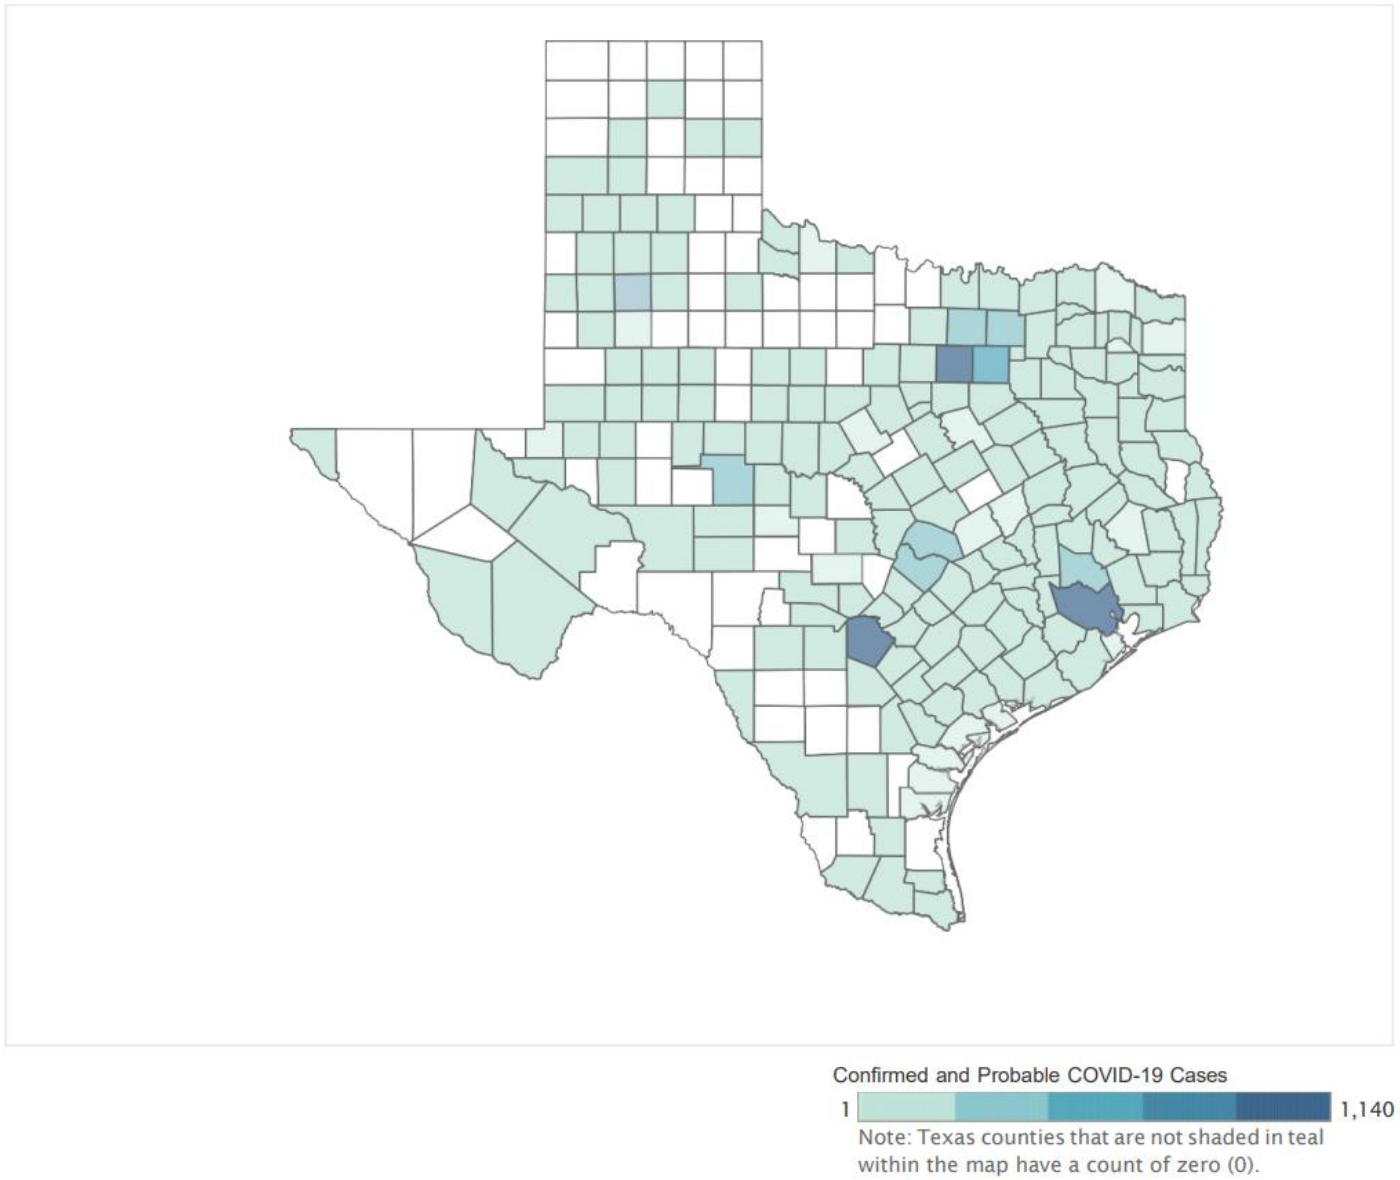 Confirmed and Probable COVID-19 Cases
1 1,140
Note: Texas counties that are not shaded in teal
within the map have a count of zero (0).